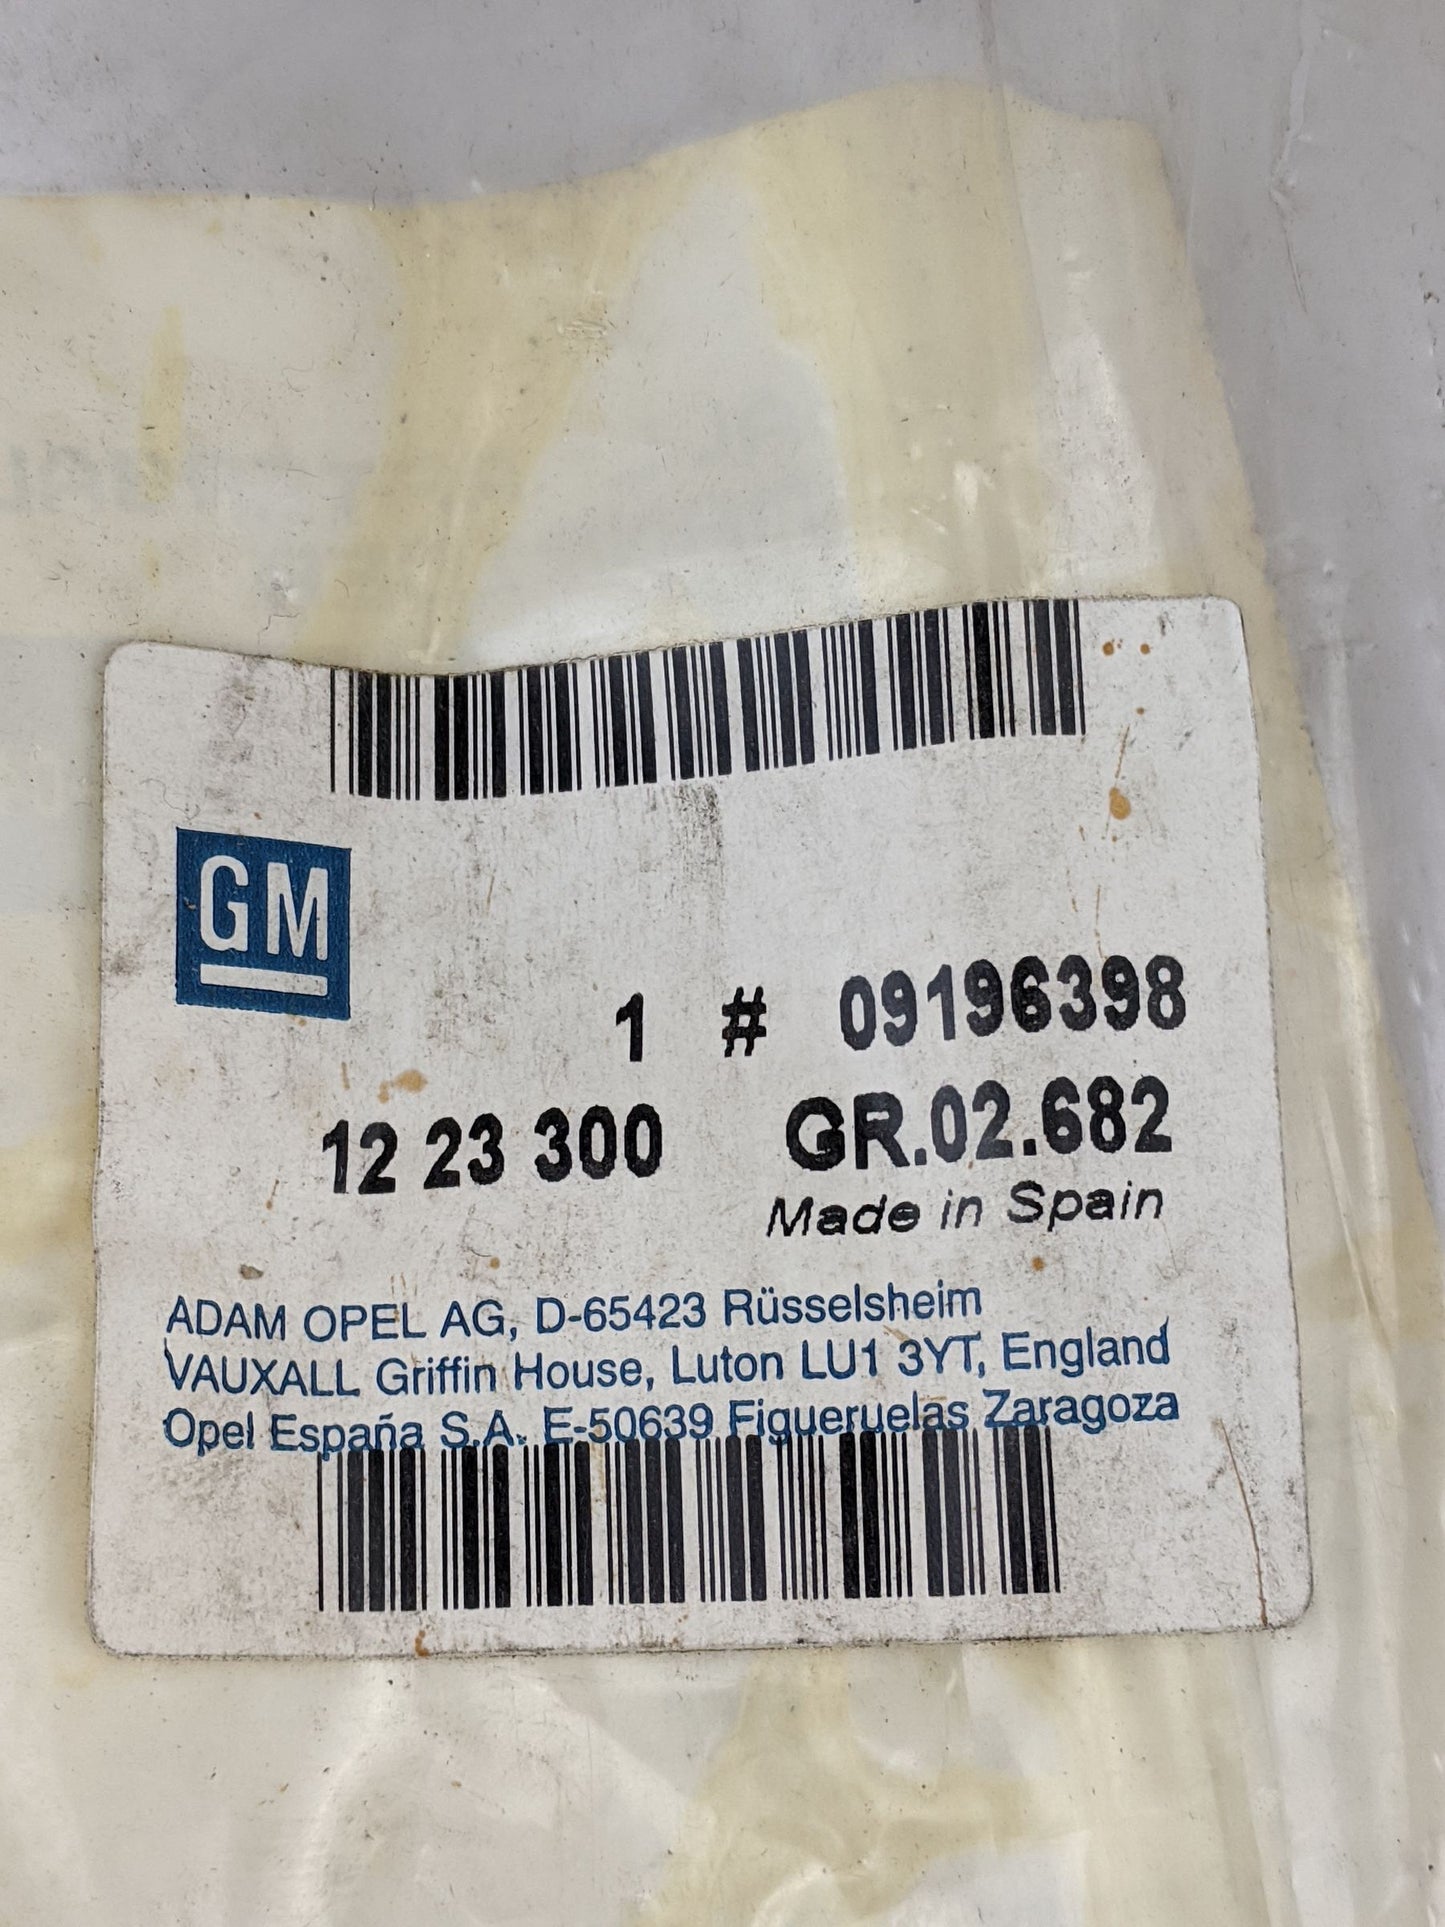 GM
1 # 09196398
12 23 300 GR.02.682
Made in Spain
ADAM OPEL AG, D-65423 Rüsselsheim
VAUXALL Griffin House, Luton LU1 3YT, England
Opel España S.A. E-50639 Figueruelas Zaragoza